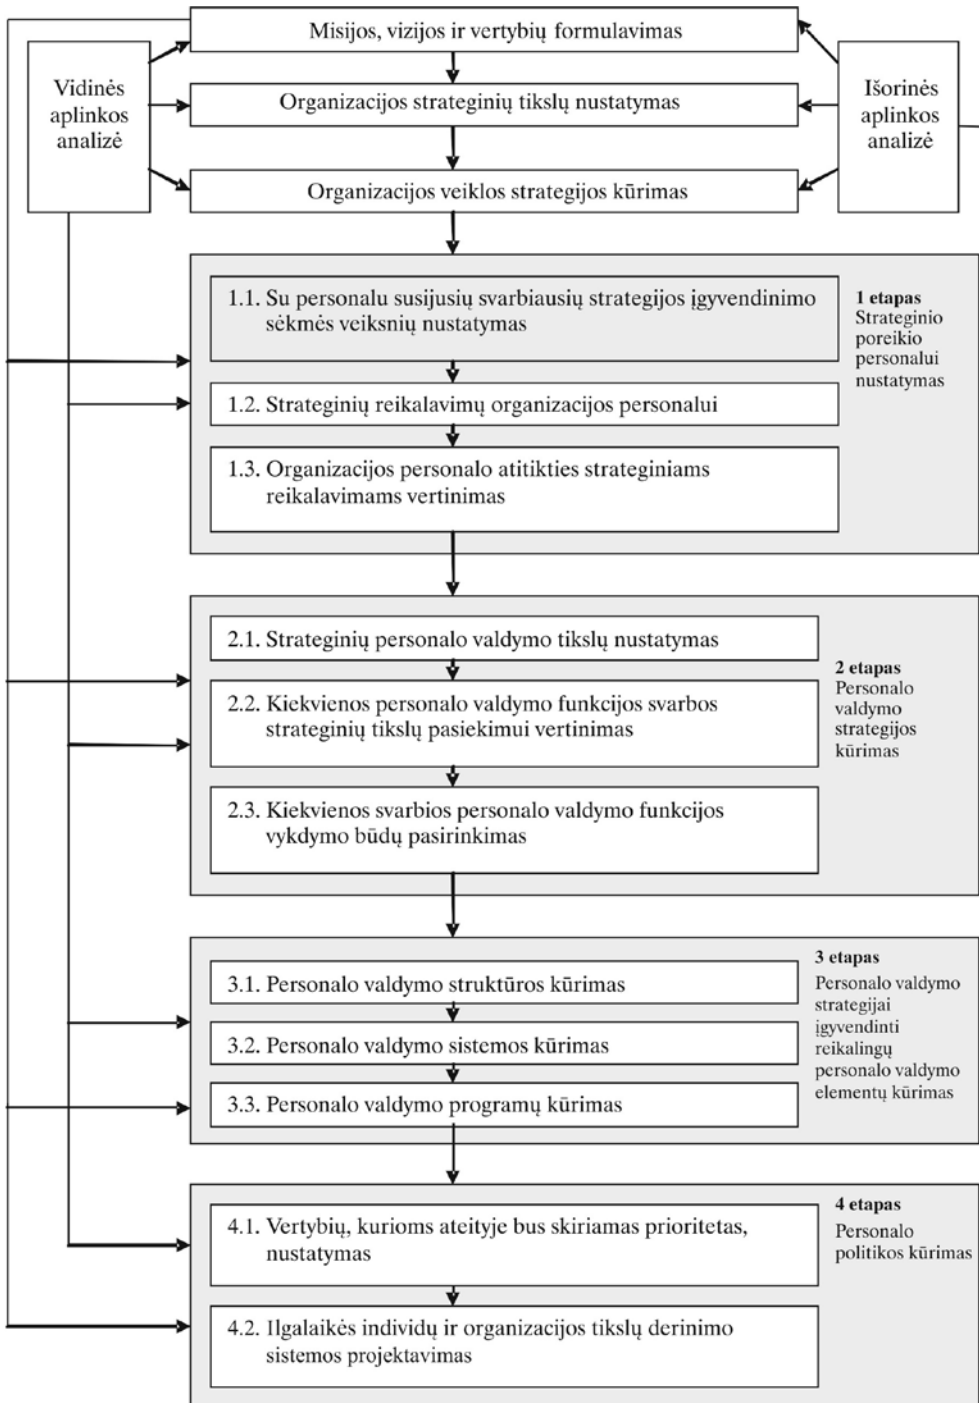 Misijos, vizijos ir vertybių formulavimas
Vidinės
aplinkos
analizė
Organizacijos strateginių tikslų nustatymas
Išorinės
aplinkos
analizė
Organizacijos veiklos strategijos kūrimas
1.1. Su personalu susijusių svarbiausių strategijos įgyvendinimo
sėkmės veiksnių nustatymas
1.2. Strateginių reikalavimų organizacijos personalui
1.3. Organizacijos personalo atitikties strateginiams
reikalavimams vertinimas
1 etapas
Strateginio
poreikio
personalui
nustatymas
2.1. Strateginių personalo valdymo tikslų nustatymas
2.2. Kiekvienos personalo valdymo funkcijos svarbos
strateginių tikslų pasiekimui vertinimas
2.3. Kiekvienos svarbios personalo valdymo funkcijos
vykdymo būdų pasirinkimas
2 etapas
Personalo
valdymo
strategijos
kūrimas
3.1. Personalo valdymo struktūros kūrimas
3.2. Personalo valdymo sistemos kūrimas
3.3. Personalo valdymo programų kūrimas
3 etapas
Personalo valdymo
strategijai
įgyvendinti
reikalingų
personalo valdymo
elementų kūrimas
4.1. Vertybių, kurioms ateityje bus skiriamas prioritetas,
nustatymas
4.2. Ilgalaikės individų ir organizacijos tikslų derinimo
sistemos projektavimas
4 etapas
Personalo
politikos kūrimas